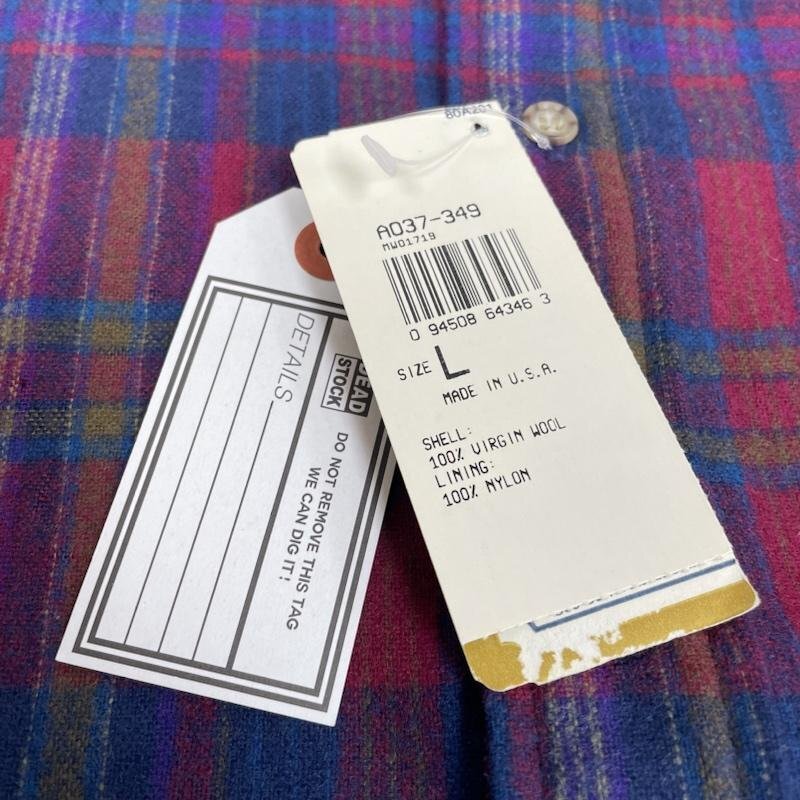 80A201
A037-349
MW01719
0 94508 64346 3
SIZE L
MADE IN U.S.A.
SHELL:
100% VIRGIN WOOL
LINING:
100% NYLON
DEAD
STOCK
DO NOT REMOVE THIS TAG
WE CAN DIG IT!
DETAILS